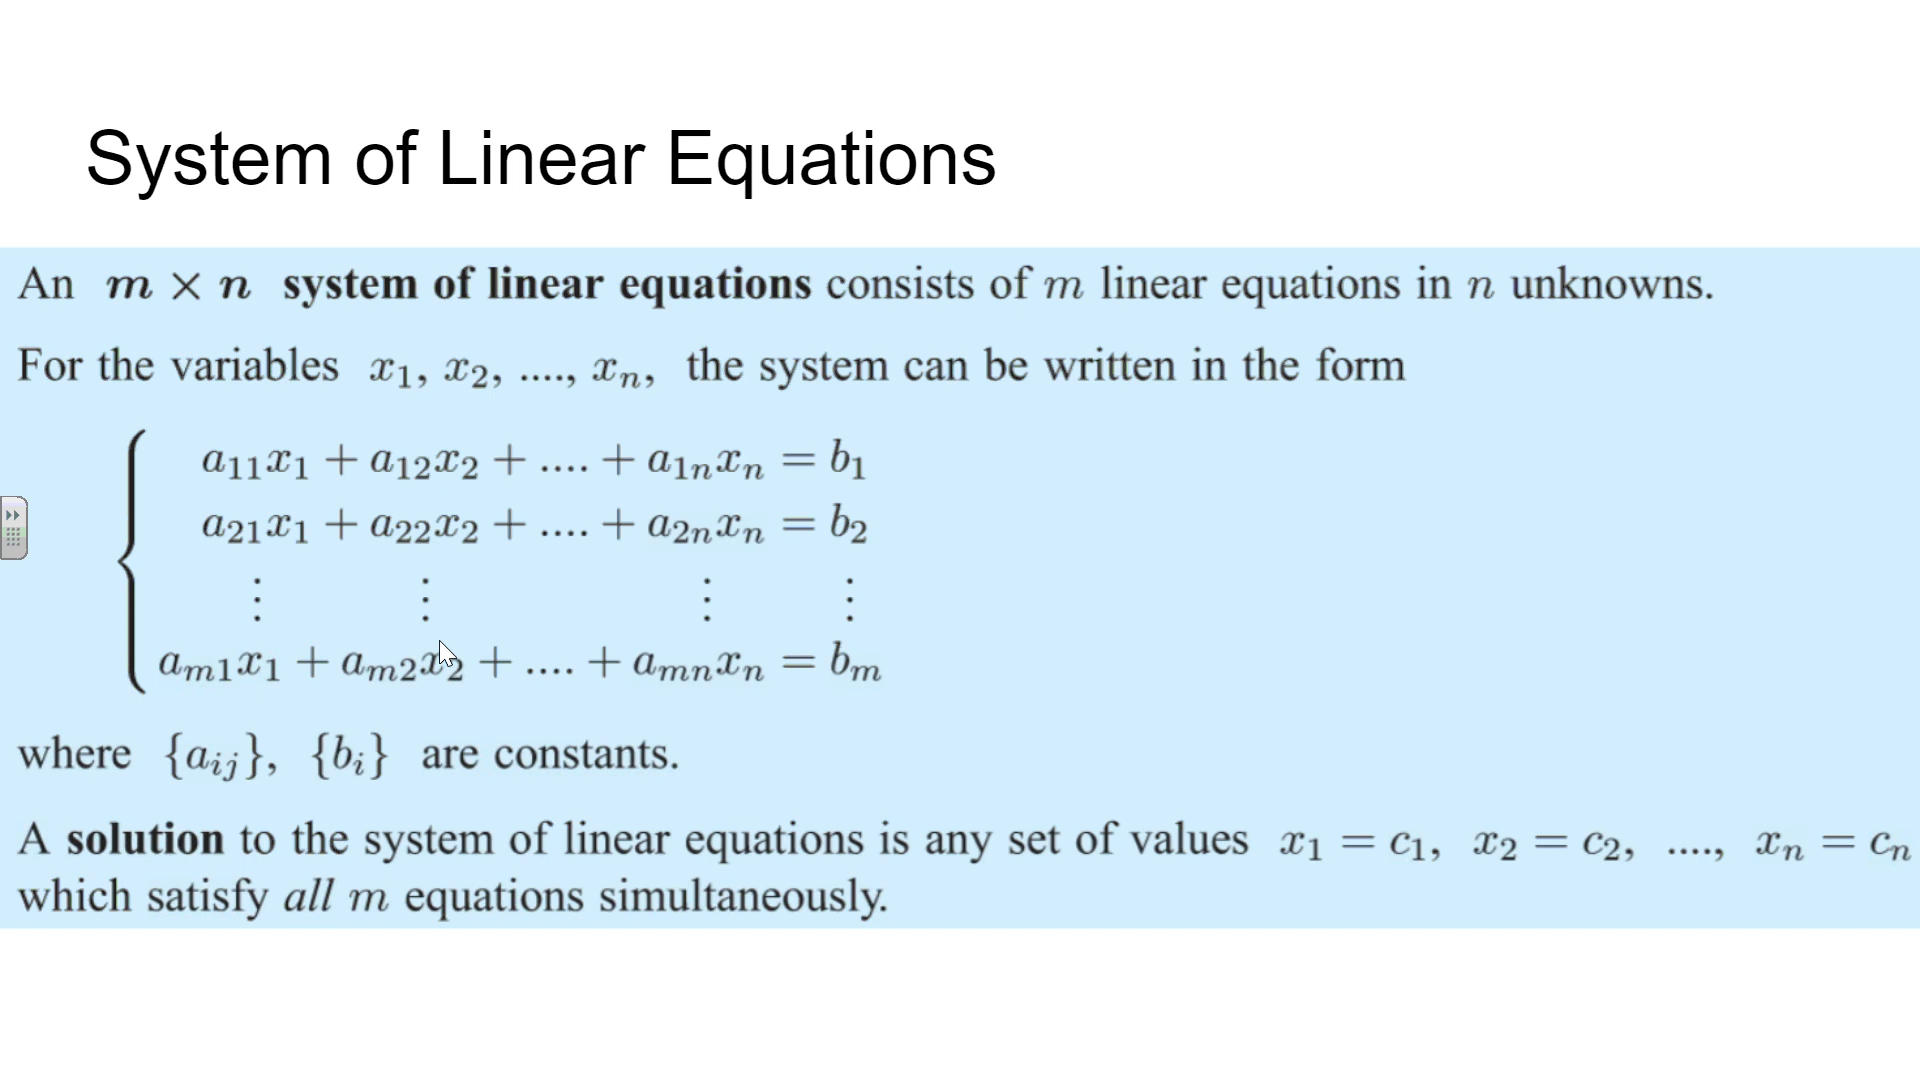 System of Linear Equations
An m × n system of linear equations consists of m linear equations in n unknowns.
For the variables x₁, x₂, ...., xₙ, the system can be written in the form
a₁₁x₁ + a₁₂x₂ + .... + a₁ₙxₙ = b₁
a₂₁x₁ + a₂₂x₂ + .... + a₂ₙxₙ = b₂
⋮ ⋮ ⋮ ⋮
aₘ₁x₁ + aₘ₂x₂ + .... + aₘₙxₙ = bₘ
where {aᵢⱼ}, {bᵢ} are constants.
A solution to the system of linear equations is any set of values x₁ = c₁, x₂ = c₂, ...., xₙ = cₙ
which satisfy all m equations simultaneously.